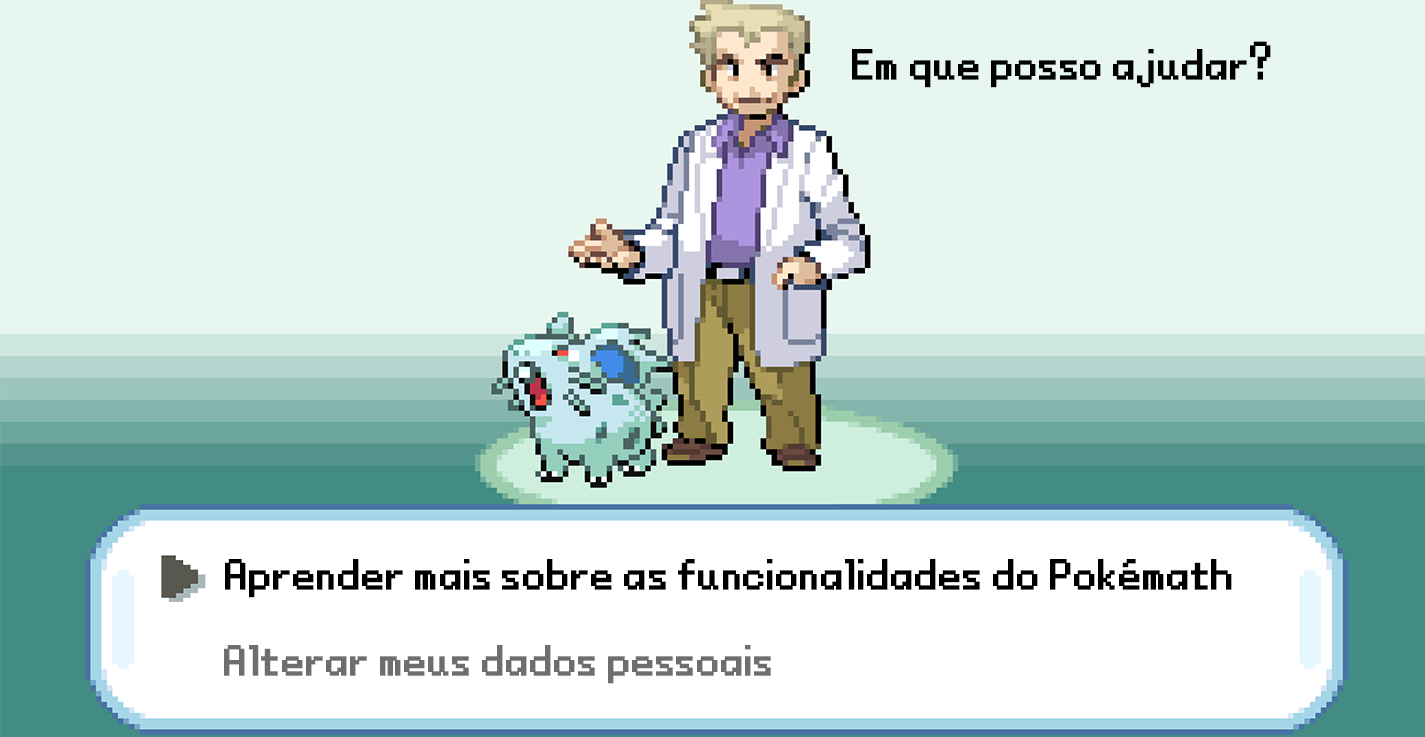 Em que posso ajudar?
Aprender mais sobre as funcionalidades do Pokémath
Alterar meus dados pessoais